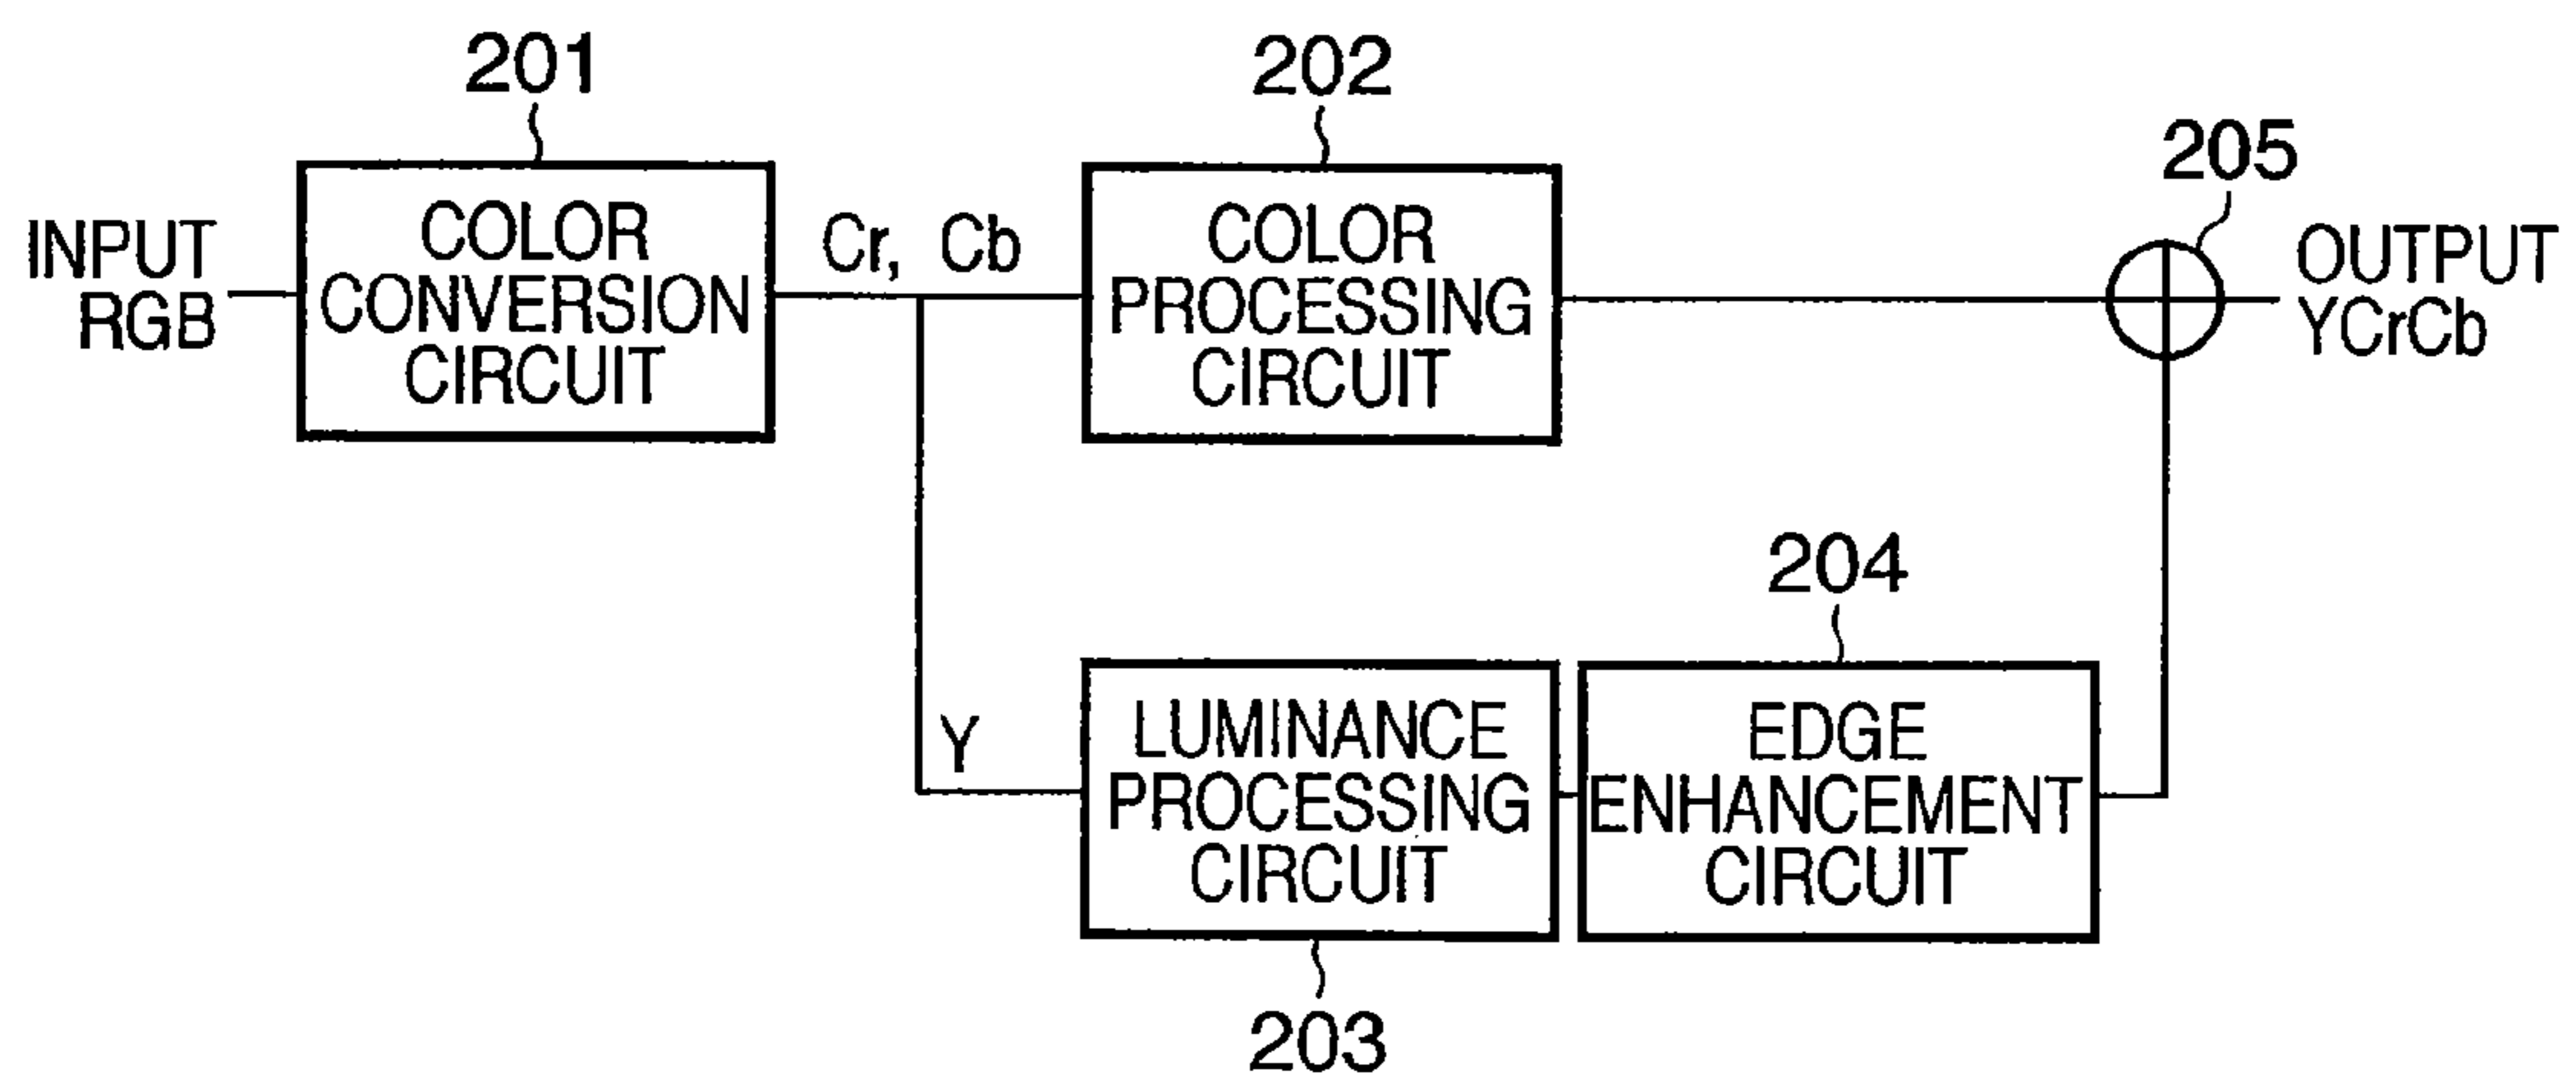 201
202
205
INPUT
RGB
COLOR
CONVERSION
CIRCUIT
Cr, Cb
COLOR
PROCESSING
CIRCUIT
OUTPUT
YCrCb
204
Y
LUMINANCE
PROCESSING
CIRCUIT
EDGE
ENHANCEMENT
CIRCUIT
203